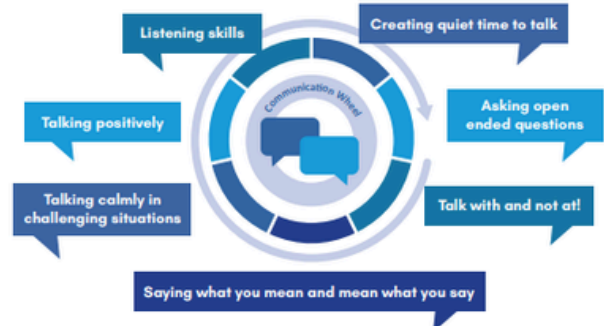 Creating quiet time to talk
Listening skills
Communication Wheel
Asking open
ended questions
Talking positively
Talking calmly in
challenging situations
Talk with and not at!
Saying what you mean and mean what you say